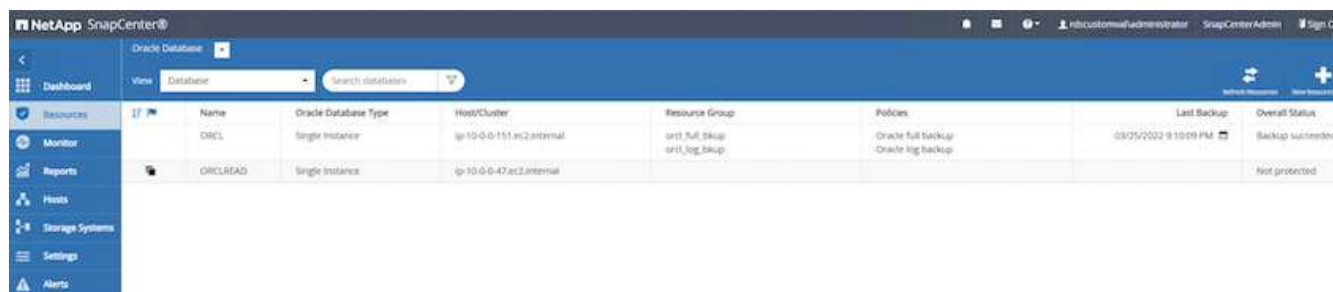 NetApp SnapCenter®
rdscustomval\administrator SnapCenterAdmin Sign O
Oracle Database
Dashboard
View Database Search databases
Refresh Resources New Resource
Resources
Name Oracle Database Type Host/Cluster Resource Group Policies Last Backup Overall Status
ORCL Single Instance ip-10-0-0-151.ec2.internal orcl_full_bkup Oracle full backup 03/25/2022 9:10:09 PM Backup succeeded
orcl_log_bkup Oracle log backup
Monitor
ORCLREAD Single Instance ip-10-0-0-47.ec2.internal Not protected
Reports
Hosts
Storage Systems
Settings
Alerts